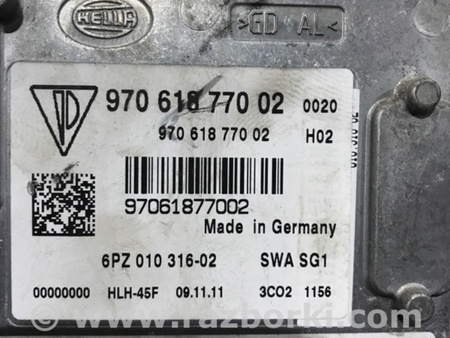 HELLA
>GD AL<
PD
970 618 770 02 0020
970 618 770 02 H02
97061877002
Made in Germany
6PZ 010 316-02 SWA SG1
00000000 HLH-45F 09.11.11 3CO2 1156
www.razborki.com